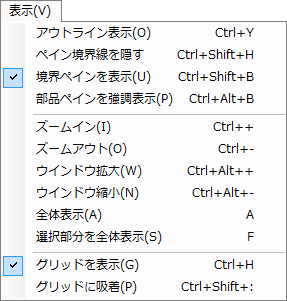 表示(V)
アウトライン表示(O) Ctrl+Y
ペイン境界線を隠す Ctrl+Shift+H
境界ペインを表示(U) Ctrl+Shift+B
部品ペインを強調表示(P) Ctrl+Alt+B
ズームイン(I) Ctrl++
ズームアウト(O) Ctrl+-
ウインドウ拡大(W) Ctrl+Alt++
ウインドウ縮小(N) Ctrl+Alt+-
全体表示(A) A
選択部分を全体表示(S) F
グリッドを表示(G) Ctrl+H
グリッドに吸着(P) Ctrl+Shift+: